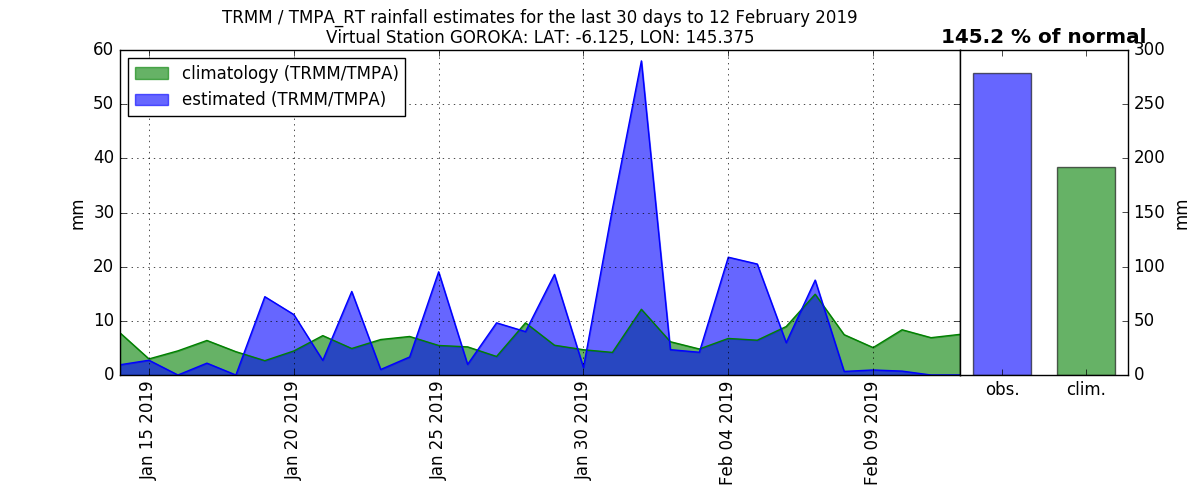 TRMM / TMPA_RT rainfall estimates for the last 30 days to 12 February 2019
Virtual Station GOROKA: LAT: -6.125, LON: 145.375
145.2 % of normal
climatology (TRMM/TMPA)
estimated (TRMM/TMPA)
60
50
40
30
20
10
0
mm
Jan 15 2019
Jan 20 2019
Jan 25 2019
Jan 30 2019
Feb 04 2019
Feb 09 2019
300
250
200
150
100
50
0
mm
obs.
clim.